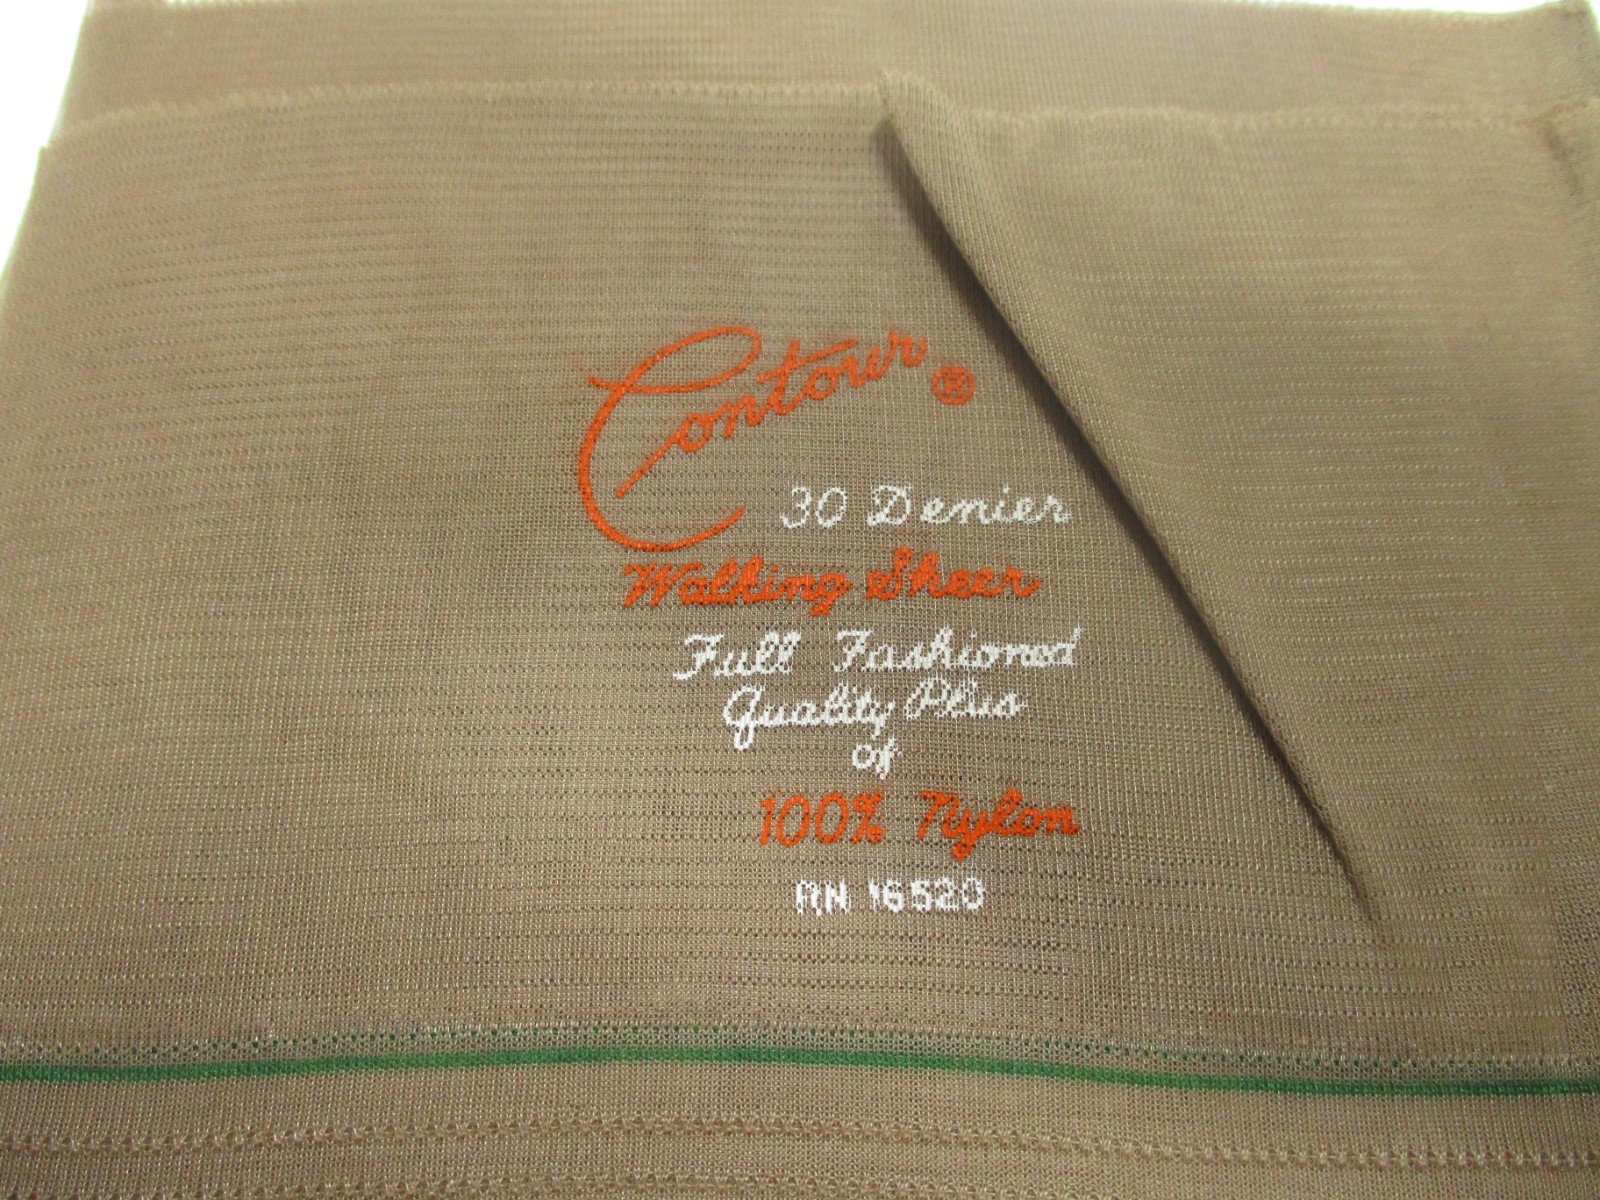 Contour®
30 Denier
Walking Sheer
Full Fashioned
Quality Plus
of
100% Nylon
RN 16520